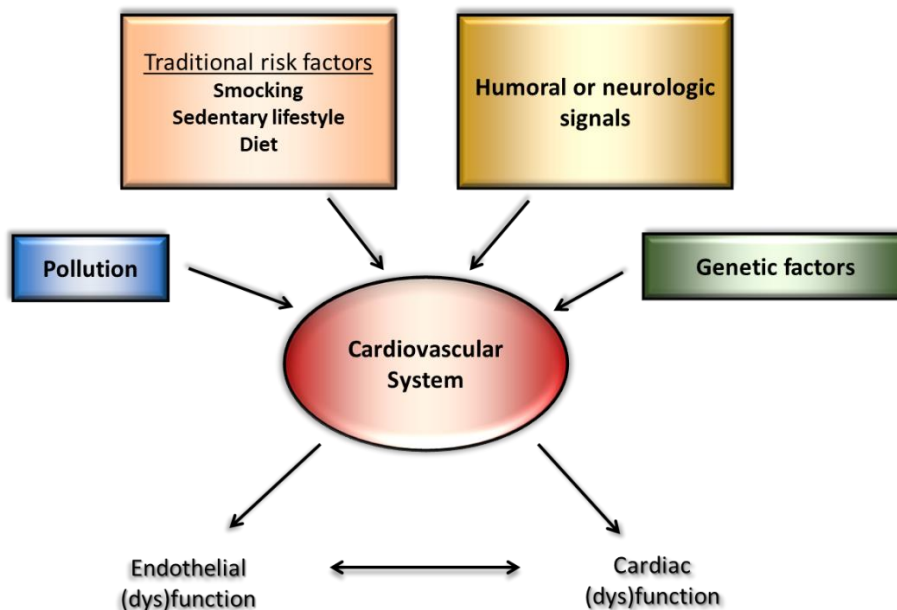 Traditional risk factors
Smocking
Sedentary lifestyle
Diet
Humoral or neurologic
signals
Pollution
Genetic factors
Cardiovascular
System
Endothelial
(dys)function
Cardiac
(dys)function